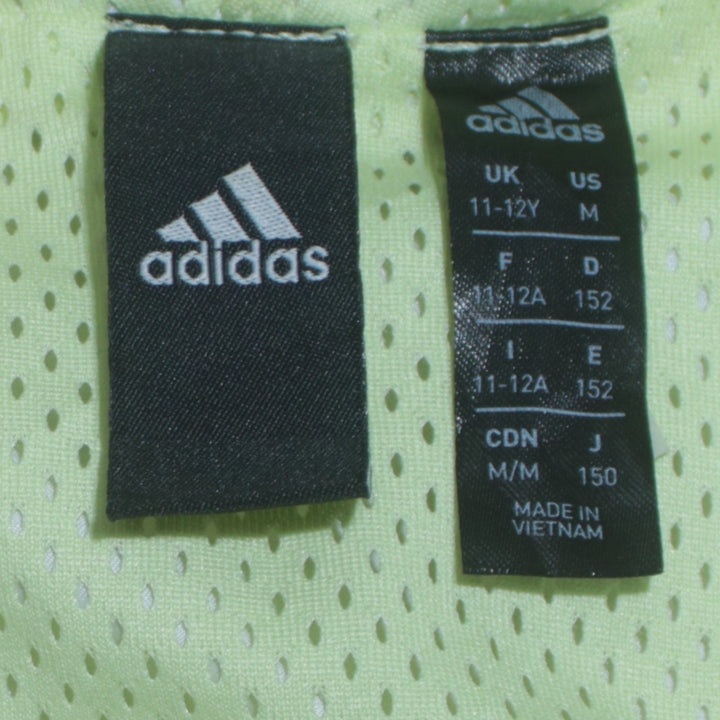 adidas
adidas
UK US
11-12Y M
F D
11-12A 152
I E
11-12A 152
CDN J
M/M 150
MADE IN
VIETNAM